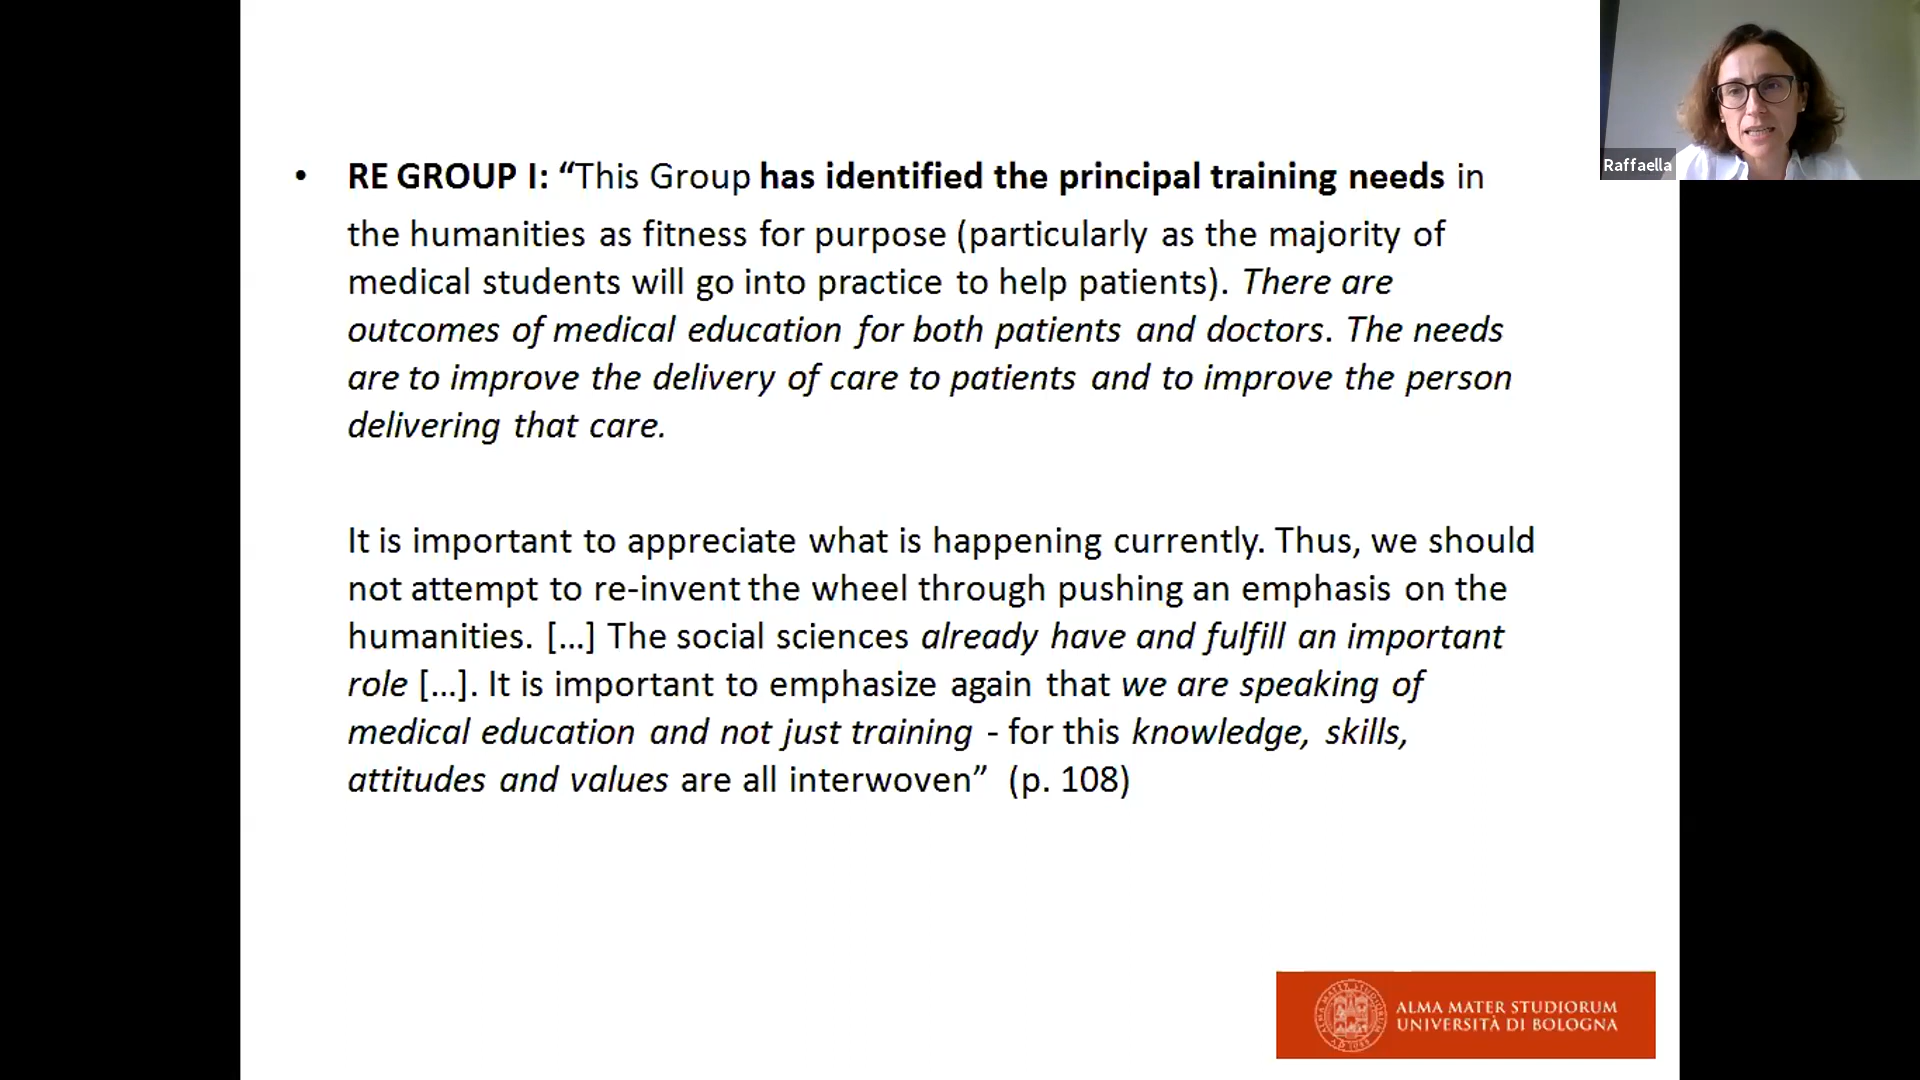 • RE GROUP I: “This Group has identified the principal training needs in
the humanities as fitness for purpose (particularly as the majority of
medical students will go into practice to help patients). There are
outcomes of medical education for both patients and doctors. The needs
are to improve the delivery of care to patients and to improve the person
delivering that care.
It is important to appreciate what is happening currently. Thus, we should
not attempt to re-invent the wheel through pushing an emphasis on the
humanities. [...] The social sciences already have and fulfill an important
role [...]. It is important to emphasize again that we are speaking of
medical education and not just training - for this knowledge, skills,
attitudes and values are all interwoven” (p. 108)
Raffaella
ALMA MATER STUDIORUM
UNIVERSITÀ DI BOLOGNA